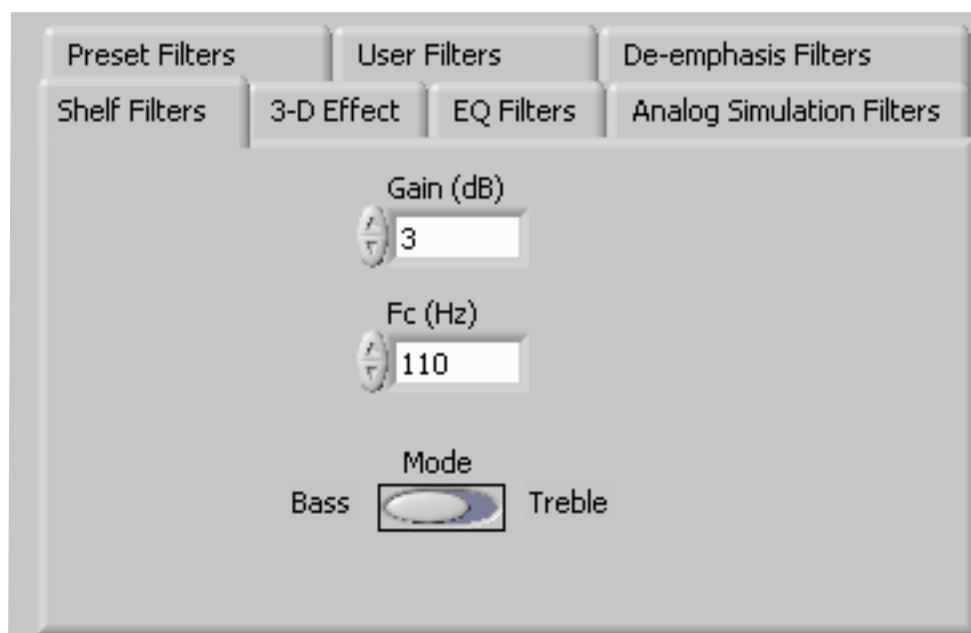 Preset Filters User Filters De-emphasis Filters
Shelf Filters 3-D Effect EQ Filters Analog Simulation Filters
Gain (dB)
3
Fc (Hz)
110
Mode
Bass Treble